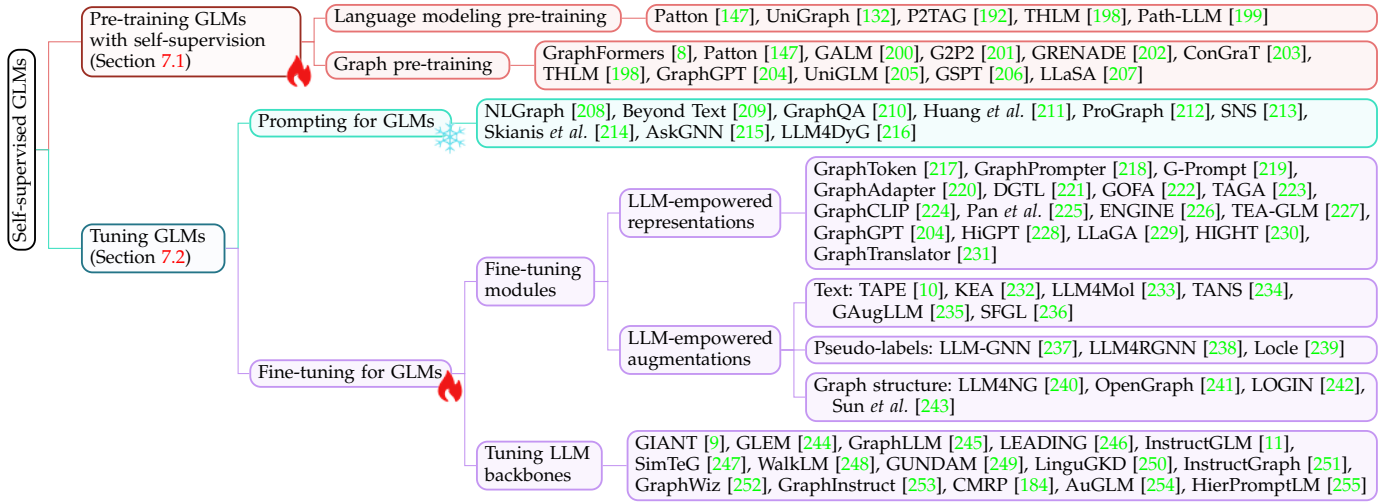 Self-supervised GLMs
Pre-training GLMs
with self-supervision
(Section 7.1)
Language modeling pre-training
Patton [147], UniGraph [132], P2TAG [192], THLM [198], Path-LLM [199]
Graph pre-training
GraphFormers [8], Patton [147], GALM [200], G2P2 [201], GRENADE [202], ConGraT [203],
THLM [198], GraphGPT [204], UniGLM [205], GSPT [206], LLaSA [207]
Tuning GLMs
(Section 7.2)
Prompting for GLMs
NLGraph [208], Beyond Text [209], GraphQA [210], Huang et al. [211], ProGraph [212], SNS [213],
Skianis et al. [214], AskGNN [215], LLM4DyG [216]
Fine-tuning for GLMs
Fine-tuning
modules
LLM-empowered
representations
GraphToken [217], GraphPrompter [218], G-Prompt [219],
GraphAdapter [220], DGTL [221], GOFA [222], TAGA [223],
GraphCLIP [224], Pan et al. [225], ENGINE [226], TEA-GLM [227],
GraphGPT [204], HiGPT [228], LLaGA [229], HIGHT [230],
GraphTranslator [231]
LLM-empowered
augmentations
Text: TAPE [10], KEA [232], LLM4Mol [233], TANS [234],
GAugLLM [235], SFGL [236]
Pseudo-labels: LLM-GNN [237], LLM4RGNN [238], Locle [239]
Graph structure: LLM4NG [240], OpenGraph [241], LOGIN [242],
Sun et al. [243]
Tuning LLM
backbones
GIANT [9], GLEM [244], GraphLLM [245], LEADING [246], InstructGLM [11],
SimTeG [247], WalkLM [248], GUNDAM [249], LinguGKD [250], InstructGraph [251],
GraphWiz [252], GraphInstruct [253], CMRP [184], AuGLM [254], HierPromptLM [255]